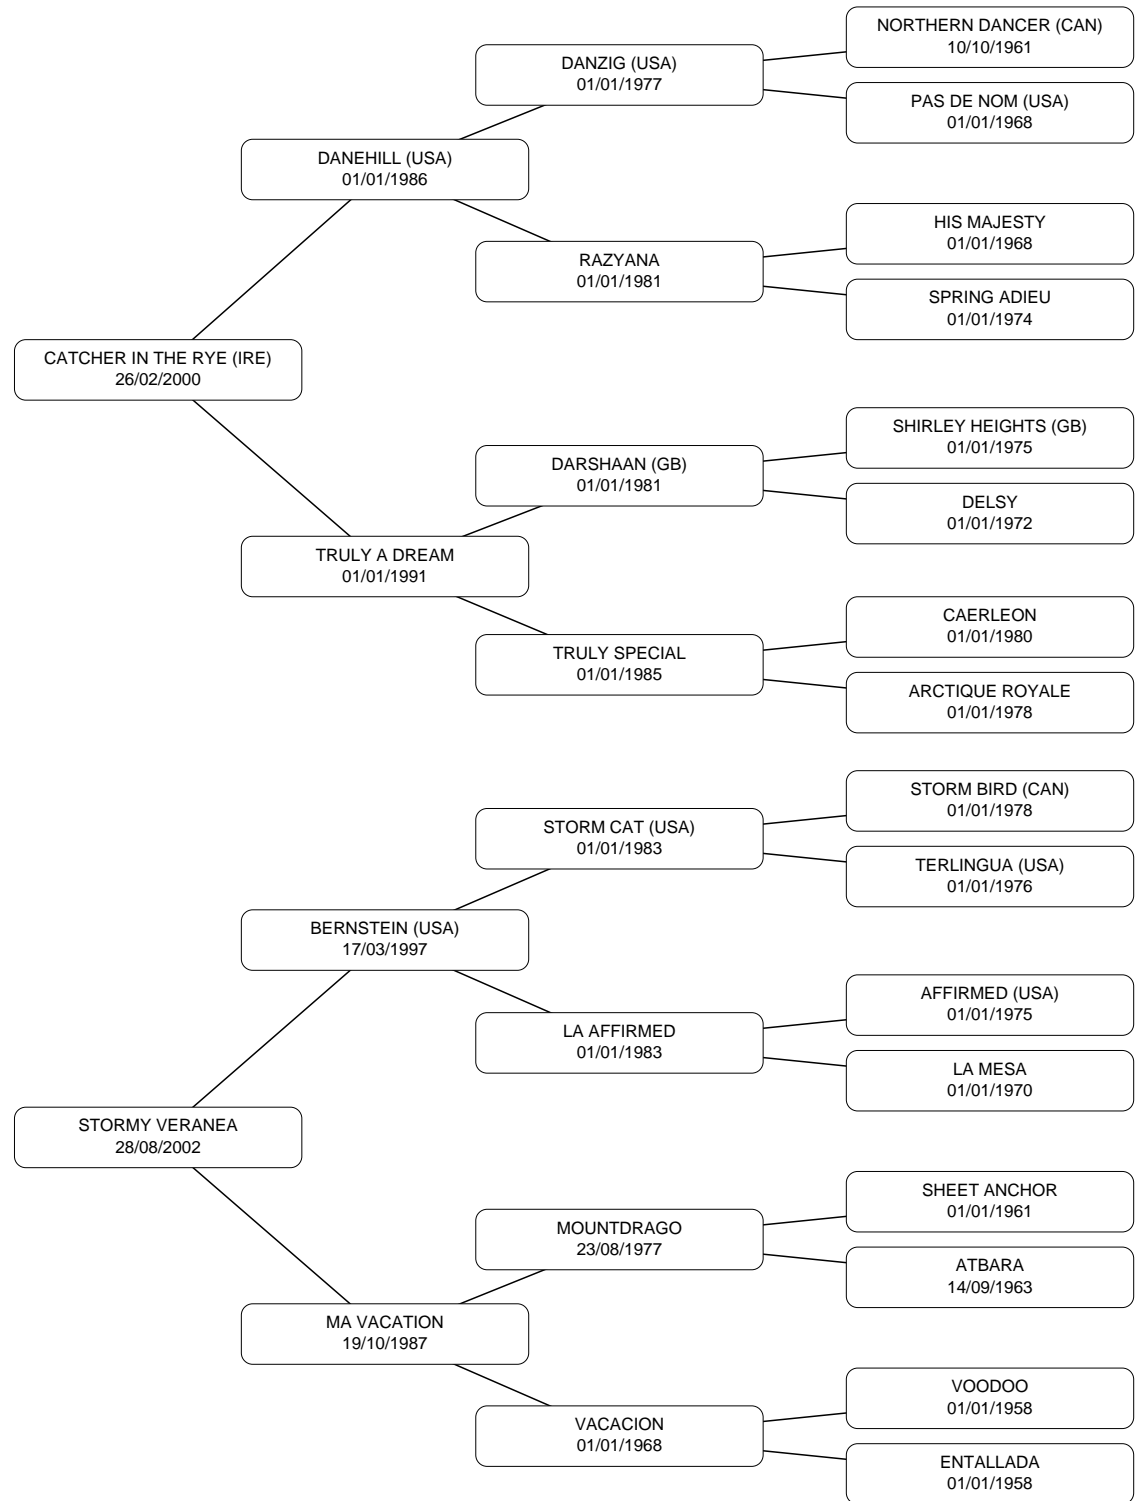 NORTHERN DANCER (CAN)
10/10/1961
DANZIG (USA)
01/01/1977
PAS DE NOM (USA)
01/01/1968
DANEHILL (USA)
01/01/1986
HIS MAJESTY
01/01/1968
RAZYANA
01/01/1981
SPRING ADIEU
01/01/1974
CATCHER IN THE RYE (IRE)
26/02/2000
SHIRLEY HEIGHTS (GB)
01/01/1975
DARSHAAN (GB)
01/01/1981
DELSY
01/01/1972
TRULY A DREAM
01/01/1991
CAERLEON
01/01/1980
TRULY SPECIAL
01/01/1985
ARCTIQUE ROYALE
01/01/1978
STORM BIRD (CAN)
01/01/1978
STORM CAT (USA)
01/01/1983
TERLINGUA (USA)
01/01/1976
BERNSTEIN (USA)
17/03/1997
AFFIRMED (USA)
01/01/1975
LA AFFIRMED
01/01/1983
LA MESA
01/01/1970
STORMY VERANEA
28/08/2002
SHEET ANCHOR
01/01/1961
MOUNTDRAGO
23/08/1977
ATBARA
14/09/1963
MA VACATION
19/10/1987
VOODOO
01/01/1958
VACACION
01/01/1968
ENTALLADA
01/01/1958